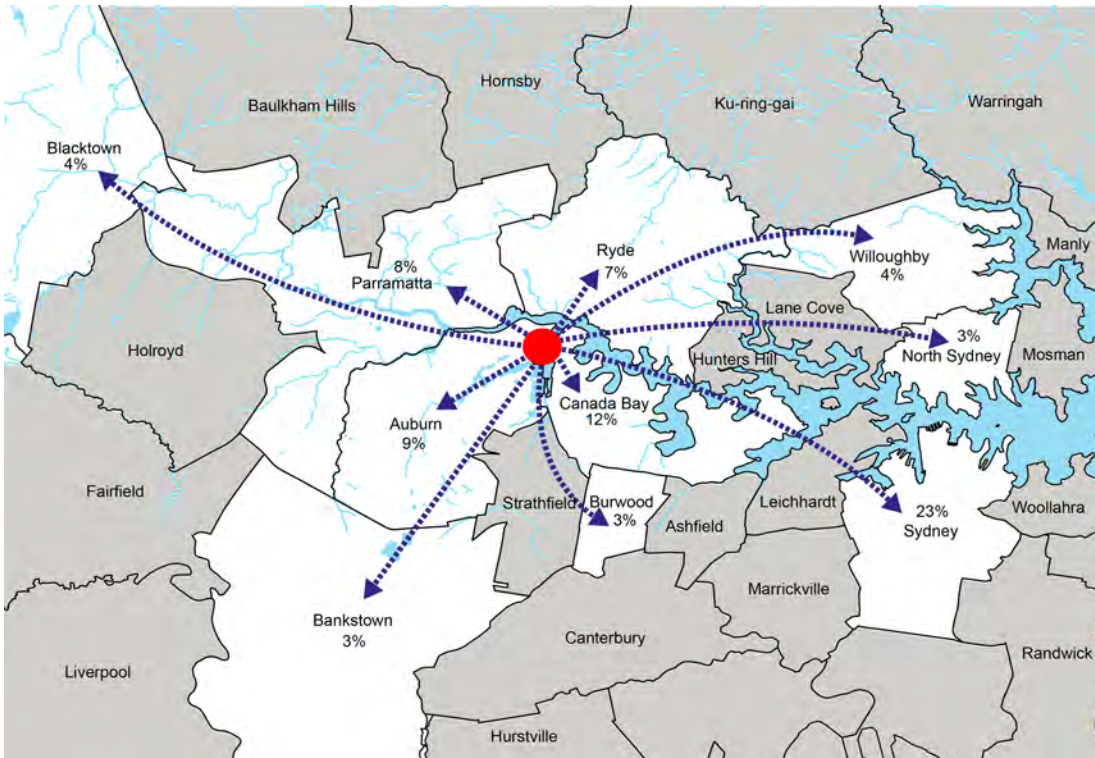 Hornsby
Baulkham Hills
Ku-ring-gai
Warringah
Blacktown
4%
Ryde
7%
Willoughby
4%
Manly
8%
Parramatta
Lane Cove
Holroyd
3%
North Sydney
Mosman
Hunters Hill
Canada Bay
12%
Auburn
9%
Fairfield
Strathfield
Burwood
3%
Ashfield
Leichhardt
23%
Sydney
Woollahra
Marrickville
Bankstown
3%
Canterbury
Liverpool
Randwick
Hurstville